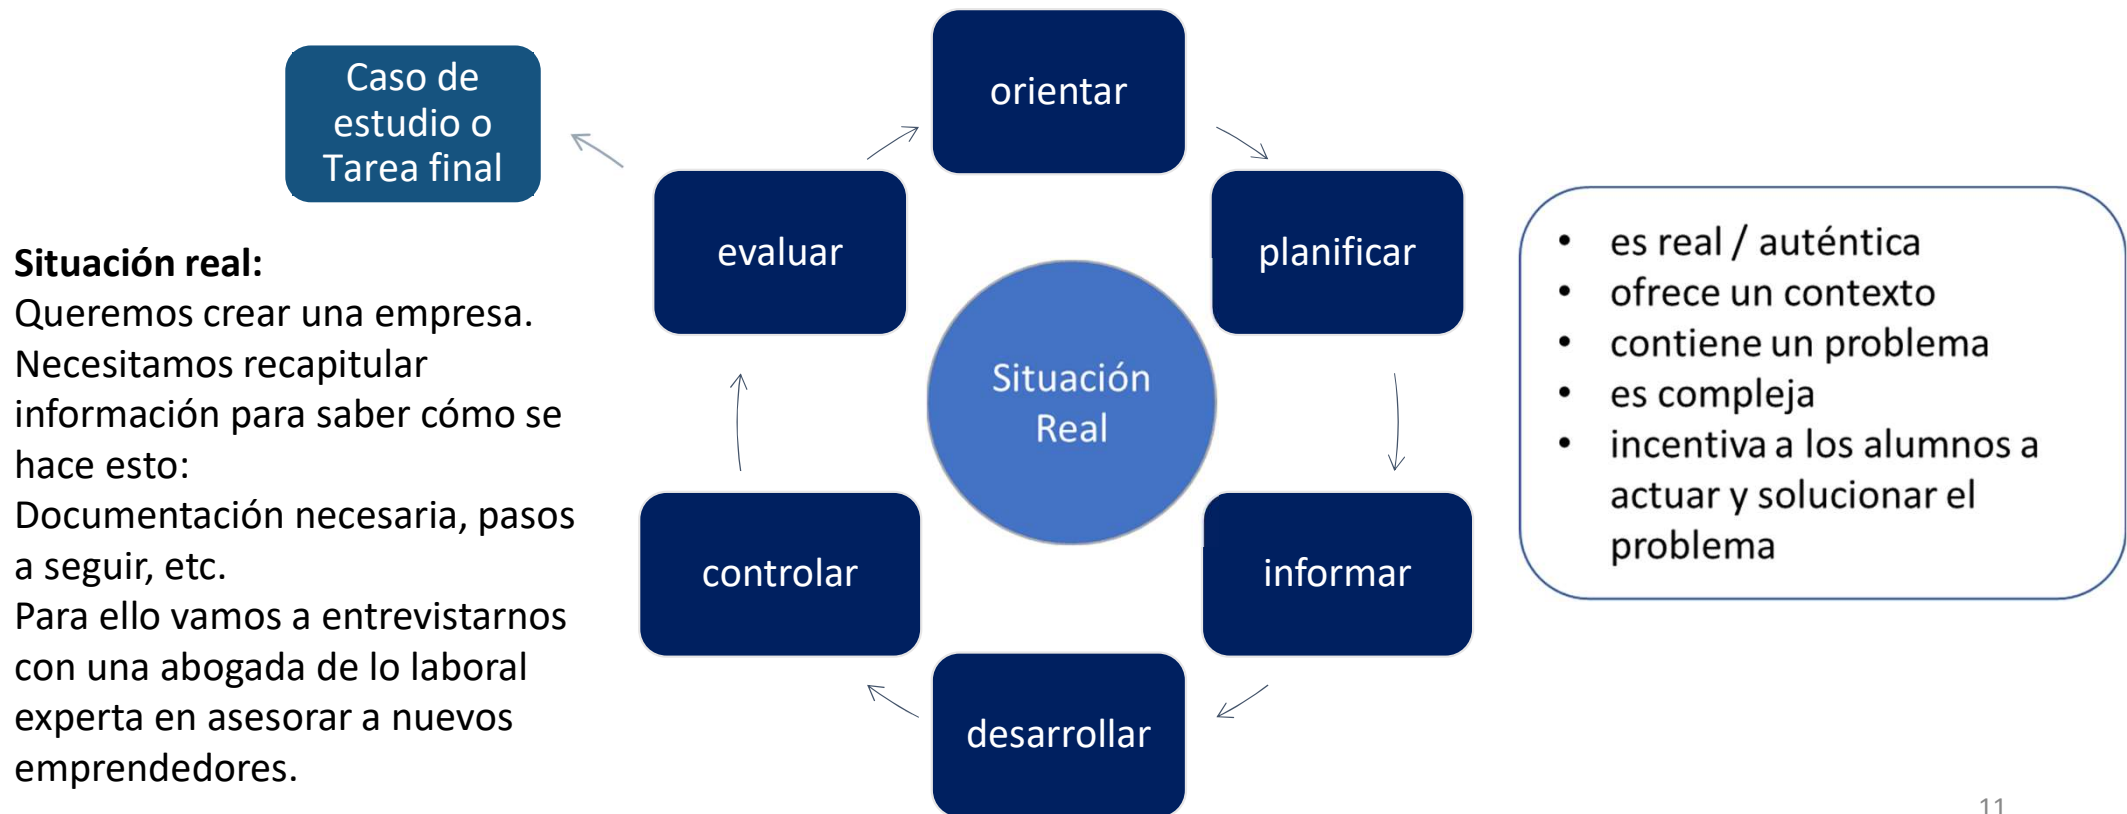 Caso de
estudio o
Tarea final
orientar
planificar
informar
desarrollar
controlar
evaluar
Situación
Real
Situación real:
Queremos crear una empresa.
Necesitamos recapitular
información para saber cómo se
hace esto:
Documentación necesaria, pasos
a seguir, etc.
Para ello vamos a entrevistarnos
con una abogada de lo laboral
experta en asesorar a nuevos
emprendedores.
• es real / auténtica
• ofrece un contexto
• contiene un problema
• es compleja
• incentiva a los alumnos a
actuar y solucionar el
problema
11